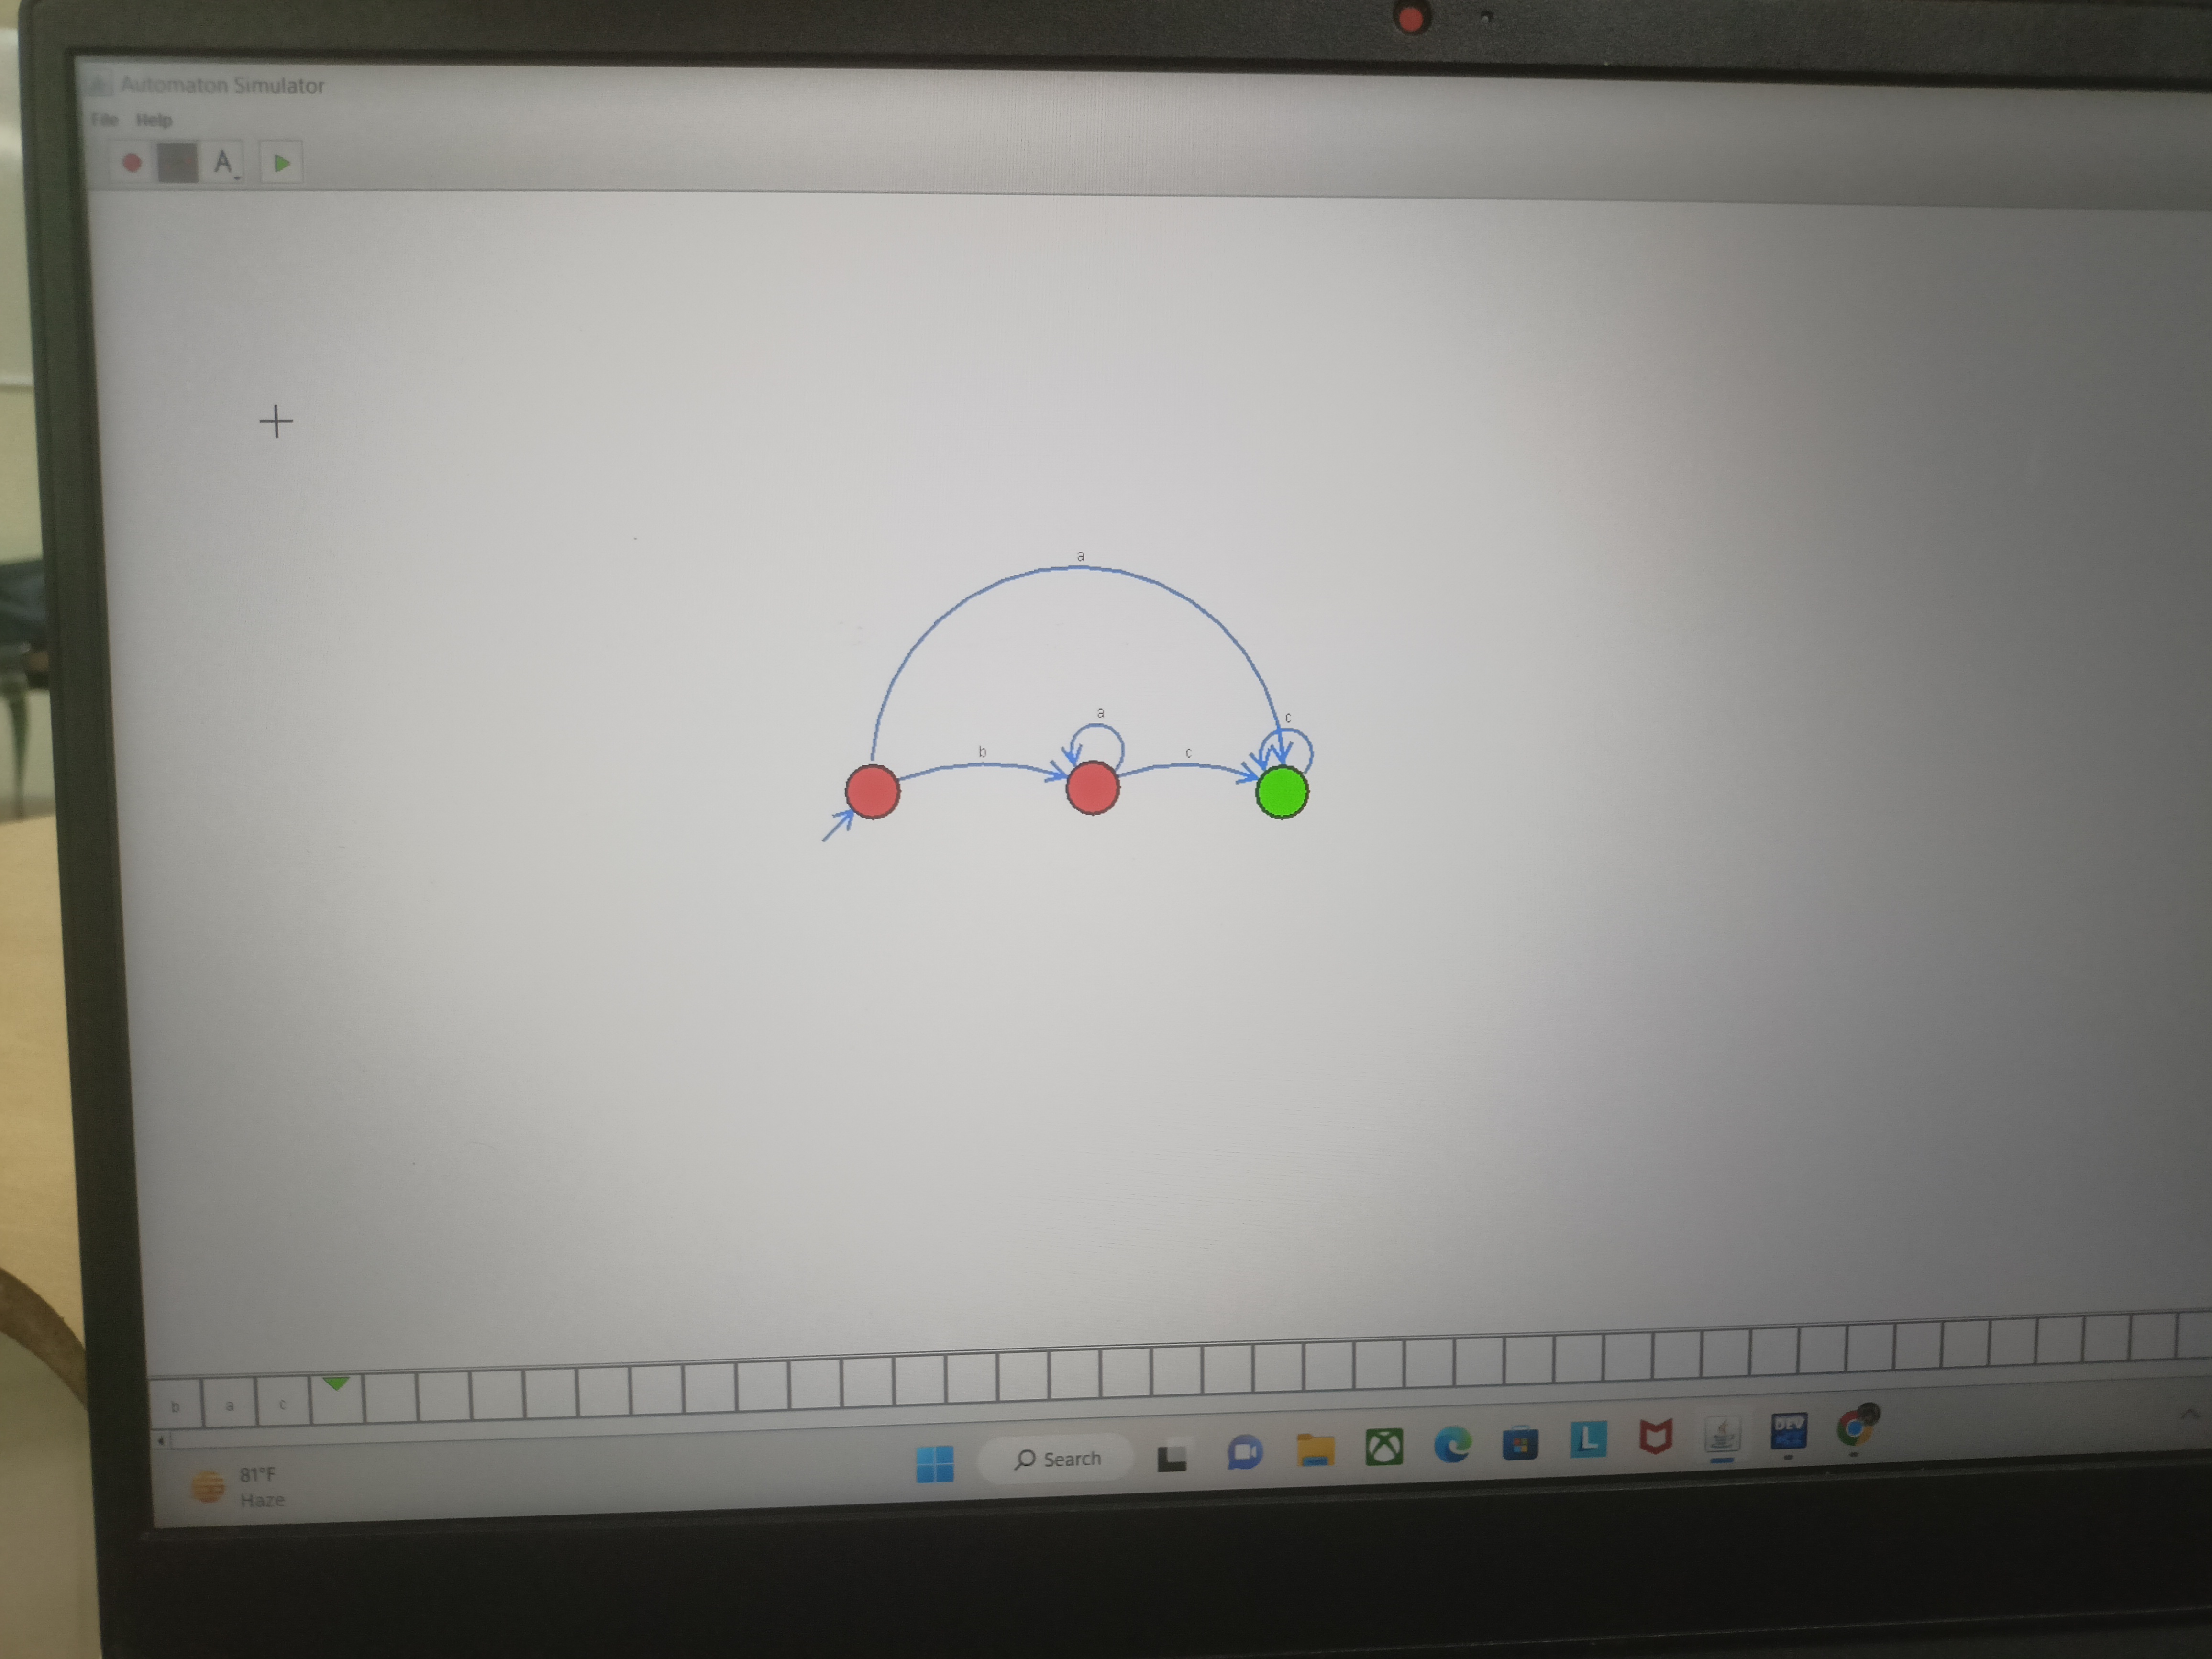 Automaton Simulator
File Help
A
a
a
c
b
c
b a c
Search
L
DEV
81°F
Haze